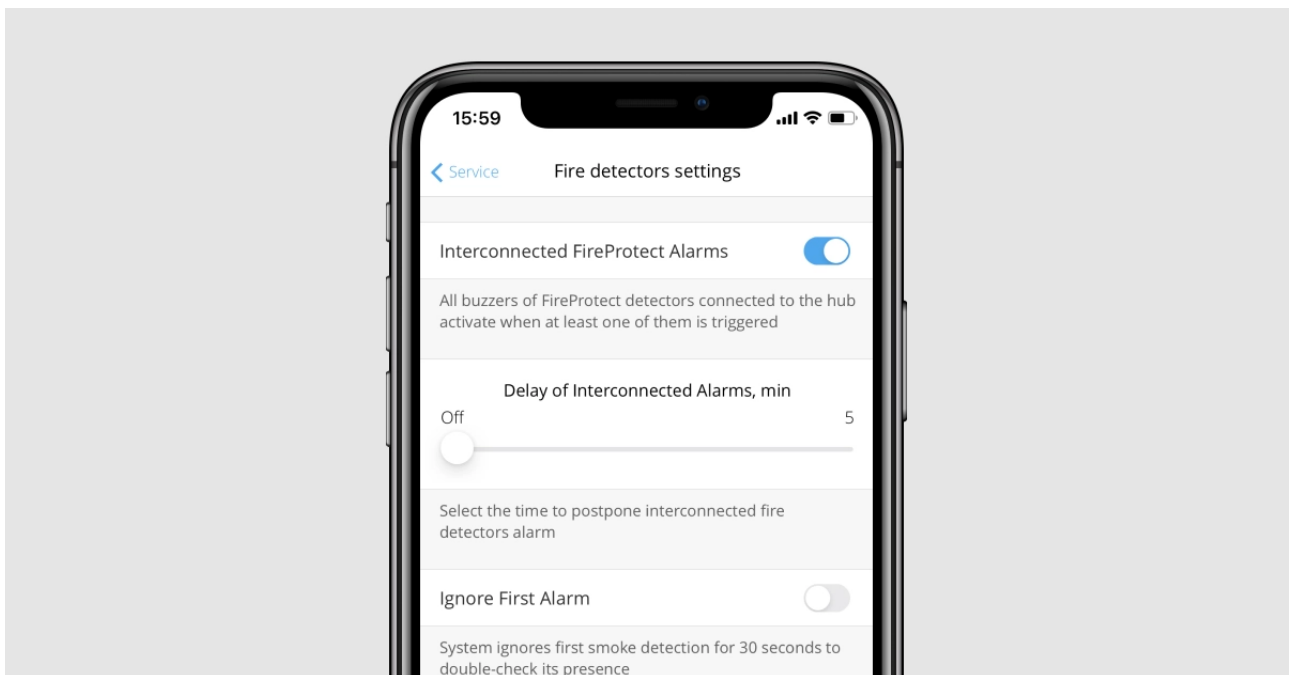 15:59
Service
Fire detectors settings
Interconnected FireProtect Alarms
All buzzers of FireProtect detectors connected to the hub
activate when at least one of them is triggered
Delay of Interconnected Alarms, min
Off
5
Select the time to postpone interconnected fire
detectors alarm
Ignore First Alarm
System ignores first smoke detection for 30 seconds to
double-check its presence